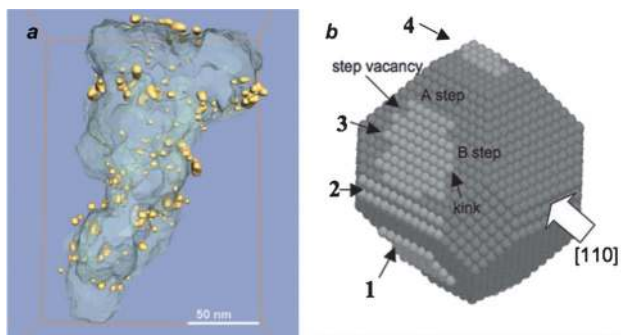 a
50 nm
b
4
step vacancy
A step
3
B step
2
kink
[110]
1